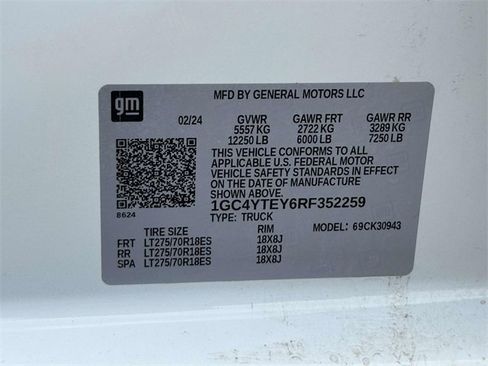 gm
MFD BY GENERAL MOTORS LLC
02/24 GVWR GAWR FRT GAWR RR
5557 KG 2722 KG 3289 KG
12250 LB 6000 LB 7250 LB
THIS VEHICLE CONFORMS TO ALL
APPLICABLE U.S. FEDERAL MOTOR
VEHICLE SAFETY STANDARDS IN EFFECT
ON THE DATE OF MANUFACTURE
1GC4YTEY6RF352259
8624 TYPE: TRUCK
TIRE SIZE RIM MODEL: 69CK30943
FRT LT275/70R18ES 18X8J
RR LT275/70R18ES 18X8J
SPA LT275/70R18ES 18X8J